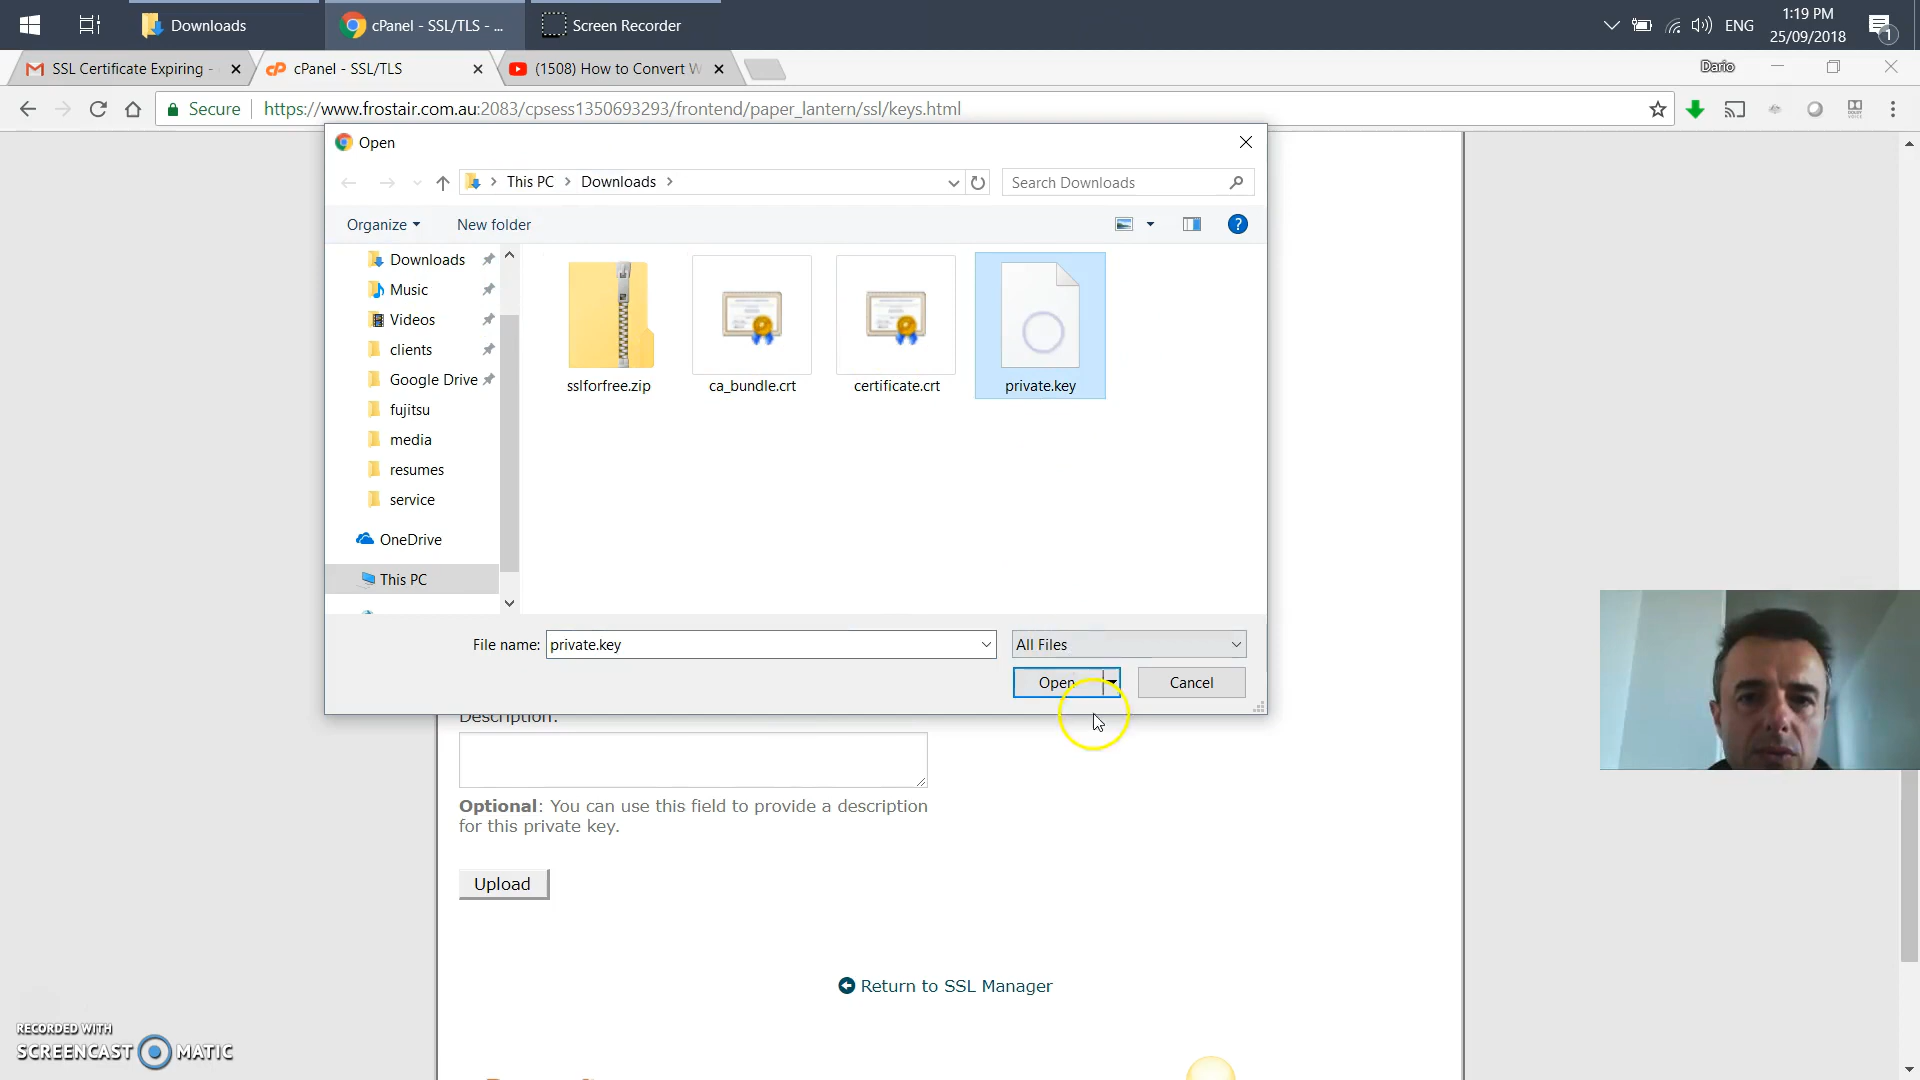 Downloads
cPanel - SSL/TLS - ...
Screen Recorder
ENG
1:19 PM
25/09/2018
1
SSL Certificate Expiring -
cPanel - SSL/TLS
(1508) How to Convert W
Dario
Secure
https://www.frostair.com.au:2083/cpsess1350693293/frontend/paper_lantern/ssl/keys.html
Open
This PC
Downloads
Search Downloads
Organize
New folder
Downloads
Music
Videos
clients
Google Drive
fujitsu
media
resumes
service
OneDrive
This PC
sslforfree.zip
ca_bundle.crt
certificate.crt
private.key
File name:
private.key
All Files
Open
Cancel
Description:
Optional: You can use this field to provide a description
for this private key.
Upload
Return to SSL Manager
RECORDED WITH
SCREENCAST MATIC